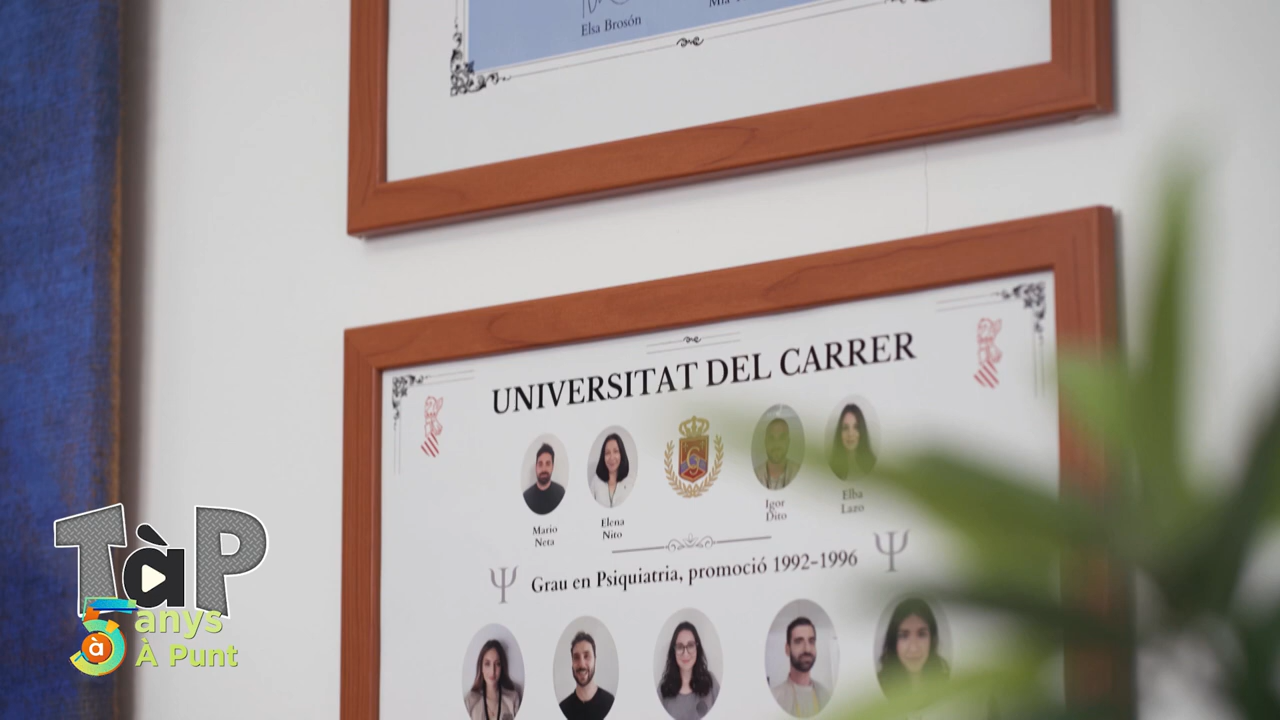 Elsa Brosón
UNIVERSITAT DEL CARRER
Mario
Neta
Elena
Nito
Igor
Dito
Elba
Lazo
Grau en Psiquiatria, promoció 1992-1996
TàP
5 anys
à À Punt